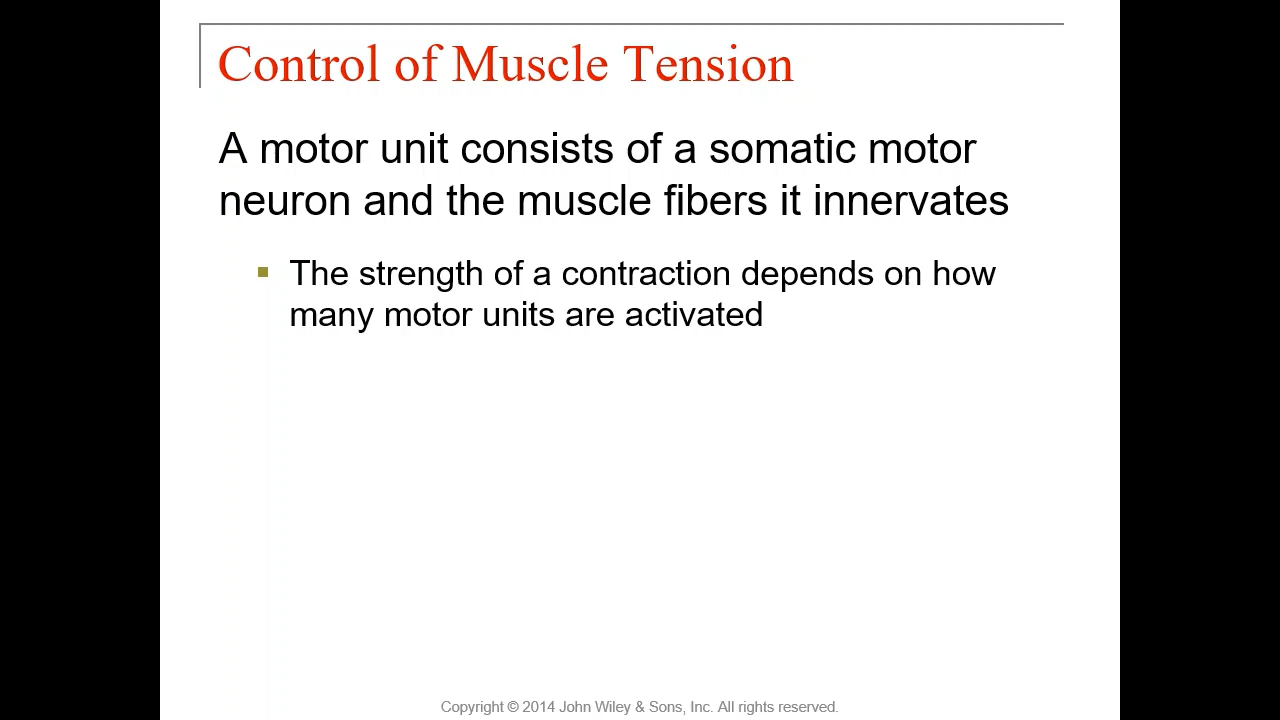 Control of Muscle Tension
A motor unit consists of a somatic motor
neuron and the muscle fibers it innervates
The strength of a contraction depends on how
many motor units are activated
Copyright © 2014 John Wiley & Sons, Inc. All rights reserved.